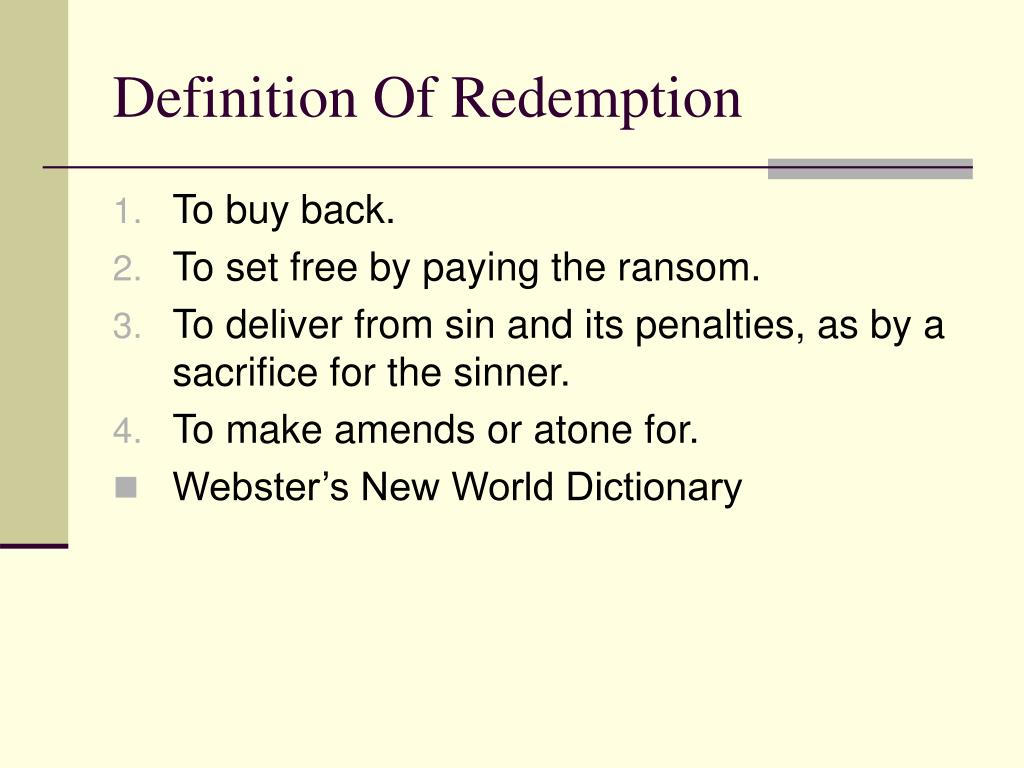 Definition Of Redemption
1. To buy back.
2. To set free by paying the ransom.
3. To deliver from sin and its penalties, as by a
sacrifice for the sinner.
4. To make amends or atone for.
■ Webster’s New World Dictionary